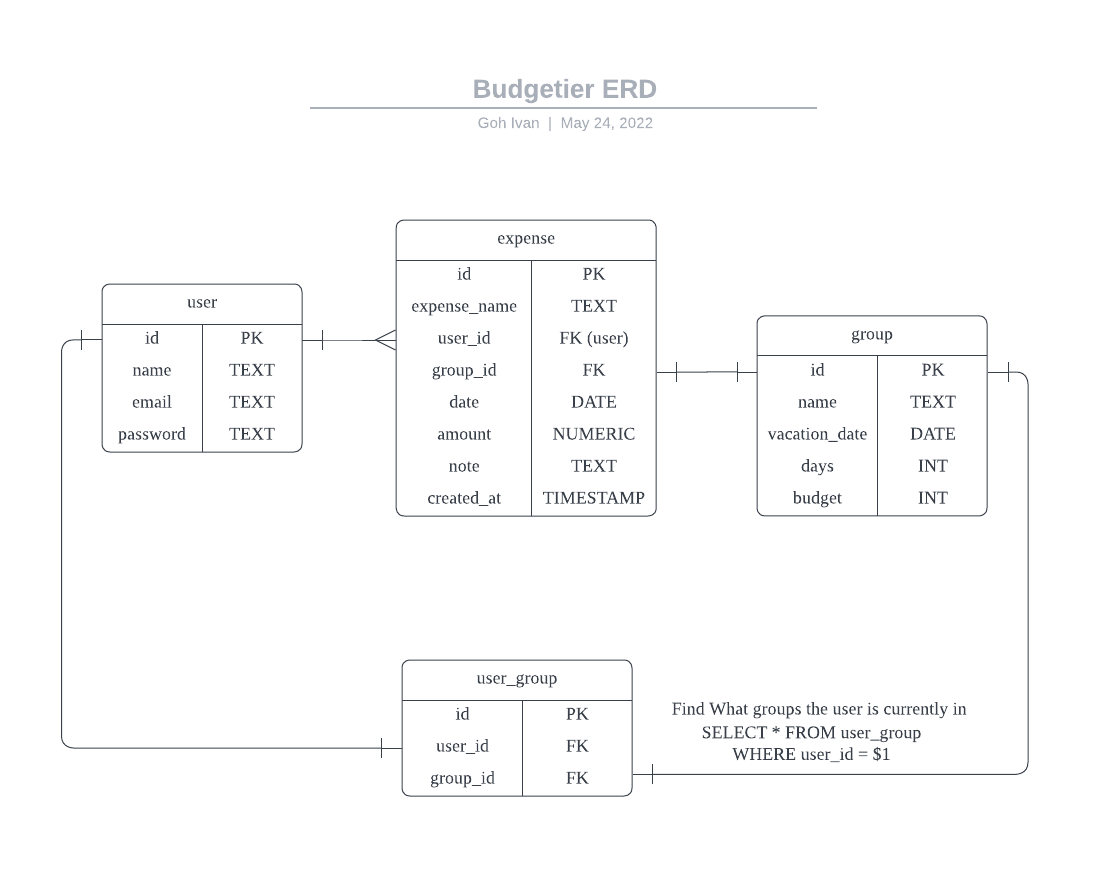 Budgetier ERD
Goh Ivan | May 24, 2022
expense
id PK
expense_name TEXT
user_id FK (user)
group_id FK
date DATE
amount NUMERIC
note TEXT
created_at TIMESTAMP
user
id PK
name TEXT
email TEXT
password TEXT
group
id PK
name TEXT
vacation_date DATE
days INT
budget INT
user_group
id PK
user_id FK
group_id FK
Find What groups the user is currently in
SELECT * FROM user_group
WHERE user_id = $1